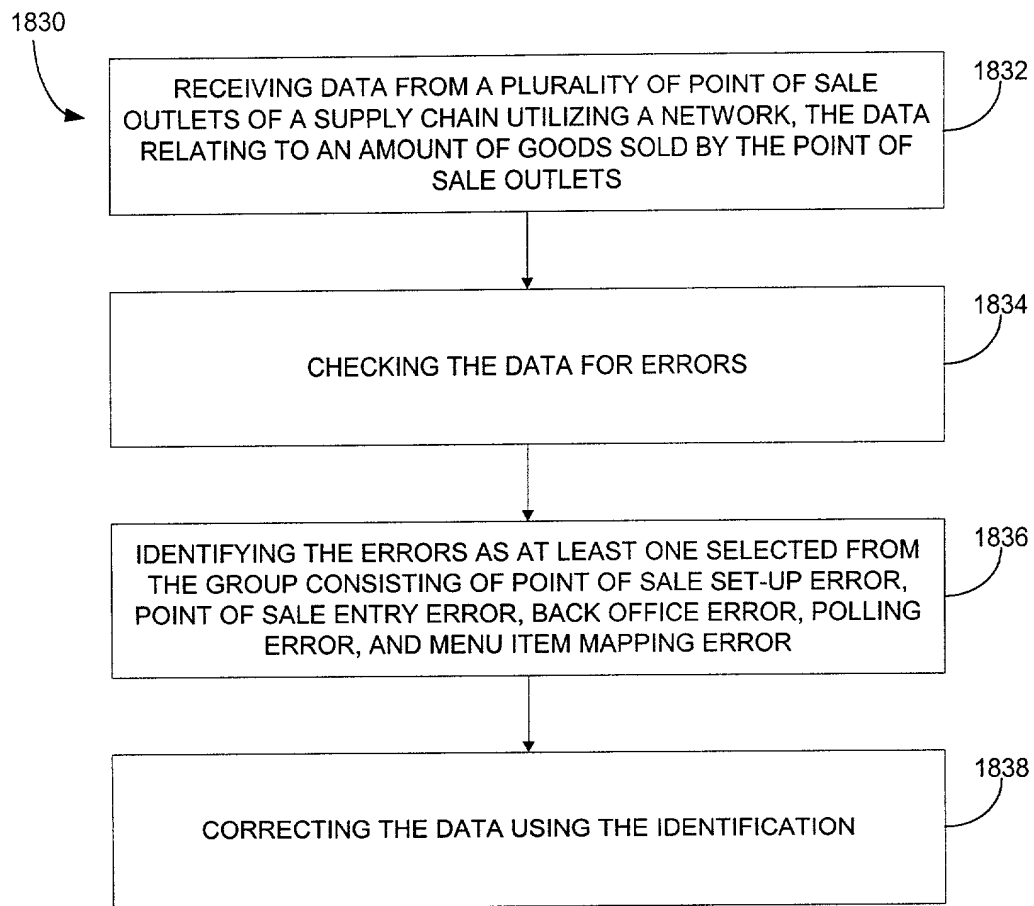 1830
1832
RECEIVING DATA FROM A PLURALITY OF POINT OF SALE
OUTLETS OF A SUPPLY CHAIN UTILIZING A NETWORK, THE DATA
RELATING TO AN AMOUNT OF GOODS SOLD BY THE POINT OF
SALE OUTLETS
1834
CHECKING THE DATA FOR ERRORS
1836
IDENTIFYING THE ERRORS AS AT LEAST ONE SELECTED FROM
THE GROUP CONSISTING OF POINT OF SALE SET-UP ERROR,
POINT OF SALE ENTRY ERROR, BACK OFFICE ERROR, POLLING
ERROR, AND MENU ITEM MAPPING ERROR
1838
CORRECTING THE DATA USING THE IDENTIFICATION